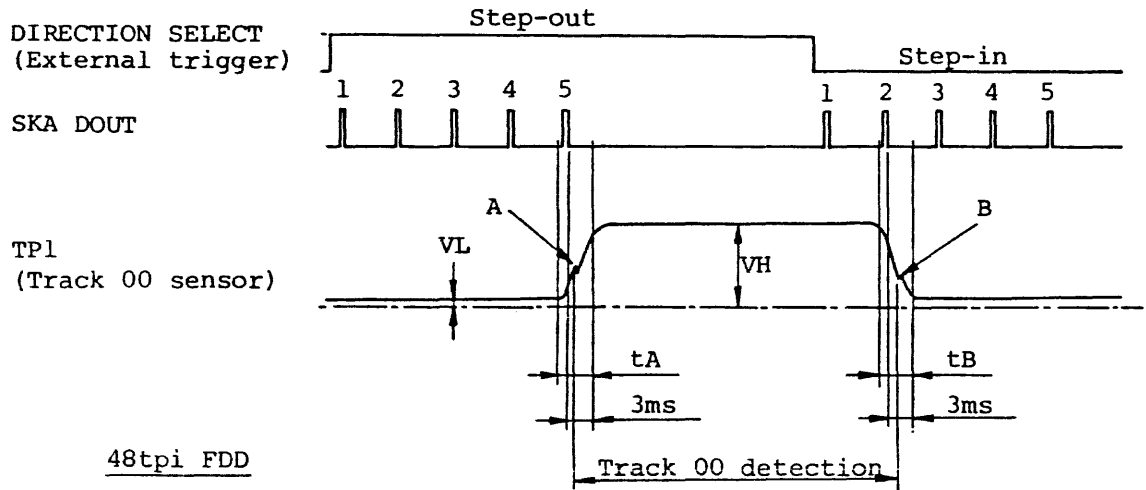 Step-out
DIRECTION SELECT
(External trigger)
Step-in
1 2 3 4 5 1 2 3 4 5
SKA DOUT
A B
VL
TP1
(Track 00 sensor)
VH
tA tB
3ms 3ms
48tpi FDD
Track 00 detection